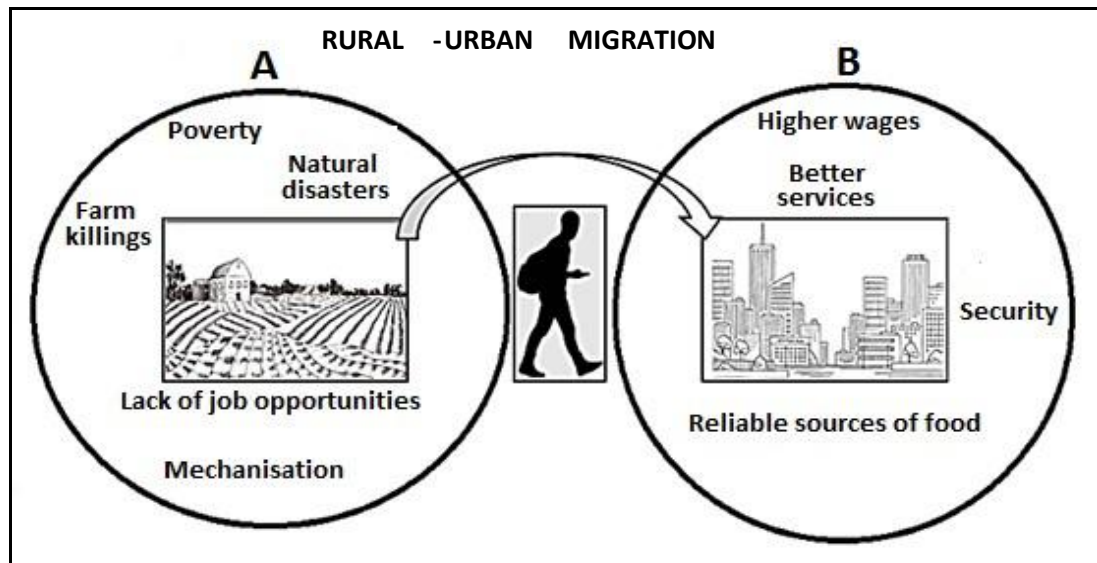 RURAL -URBAN MIGRATION
A
Poverty
Natural
disasters
Farm
killings
Lack of job opportunities
Mechanisation
B
Higher wages
Better
services
Security
Reliable sources of food